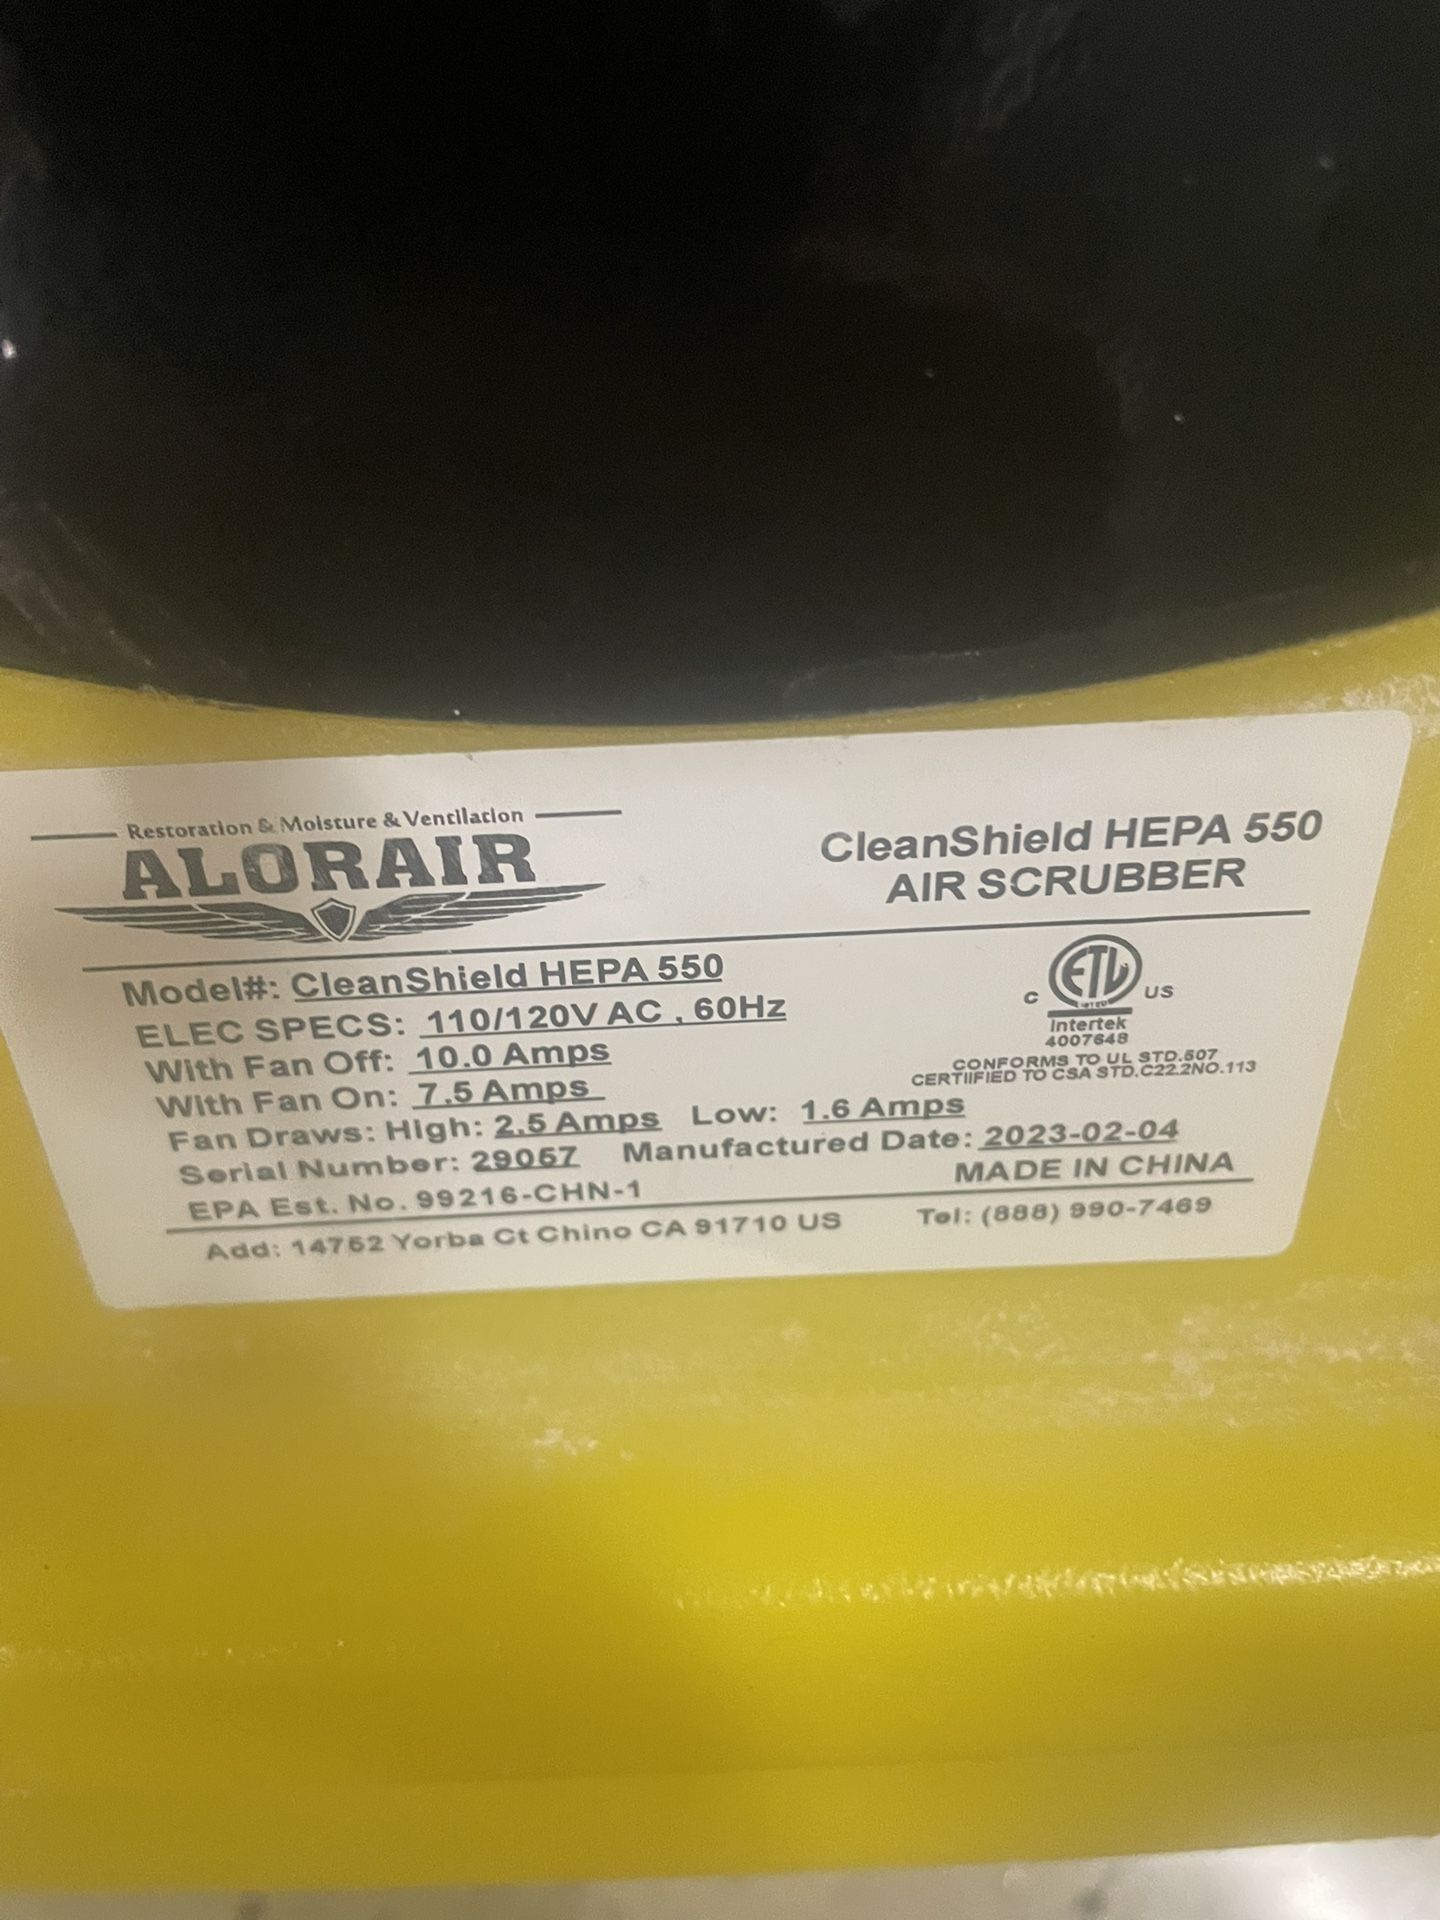 Restoration & Moisture & Ventilation
ALORAIR
CleanShield HEPA 550
AIR SCRUBBER
Model#: CleanShield HEPA 550
ELEC SPECS: 110/120V AC , 60Hz
With Fan Off: 10.0 Amps
With Fan On: 7.5 Amps
Fan Draws: High: 2.5 Amps Low: 1.6 Amps
Serial Number: 29057 Manufactured Date: 2023-02-04
EPA Est. No. 99216-CHN-1 MADE IN CHINA
C ETL US
LISTED
Intertek
4007648
CONFORMS TO UL STD.507
CERTIIFIED TO CSA STD.C22.2NO.113
Add: 14752 Yorba Ct Chino CA 91710 US Tel: (888) 990-7469